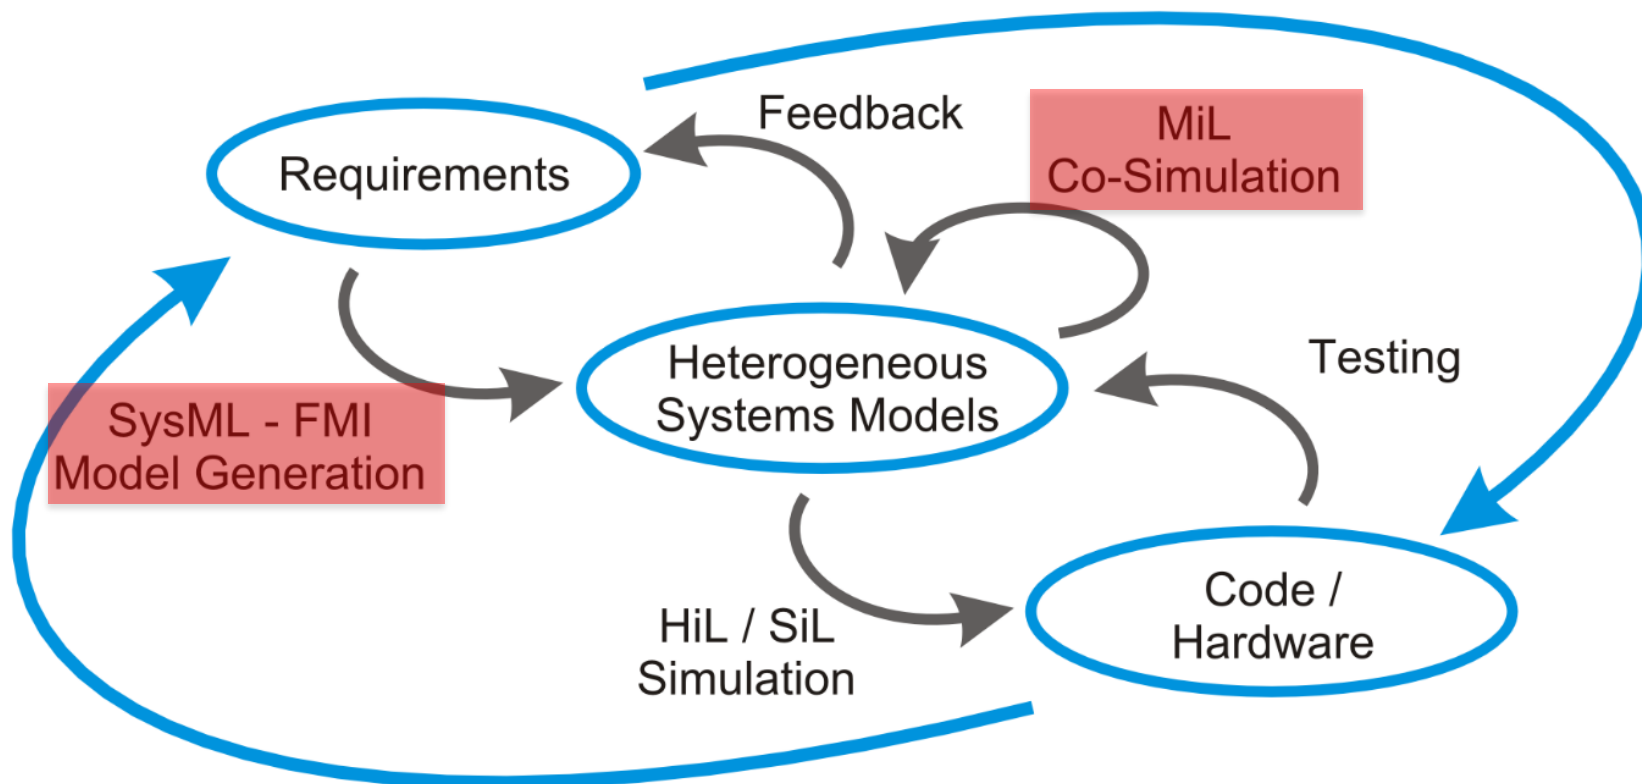 Feedback
MiL
Co-Simulation
Requirements
Heterogeneous
Systems Models
Testing
SysML - FMI
Model Generation
Code /
Hardware
HiL / SiL
Simulation